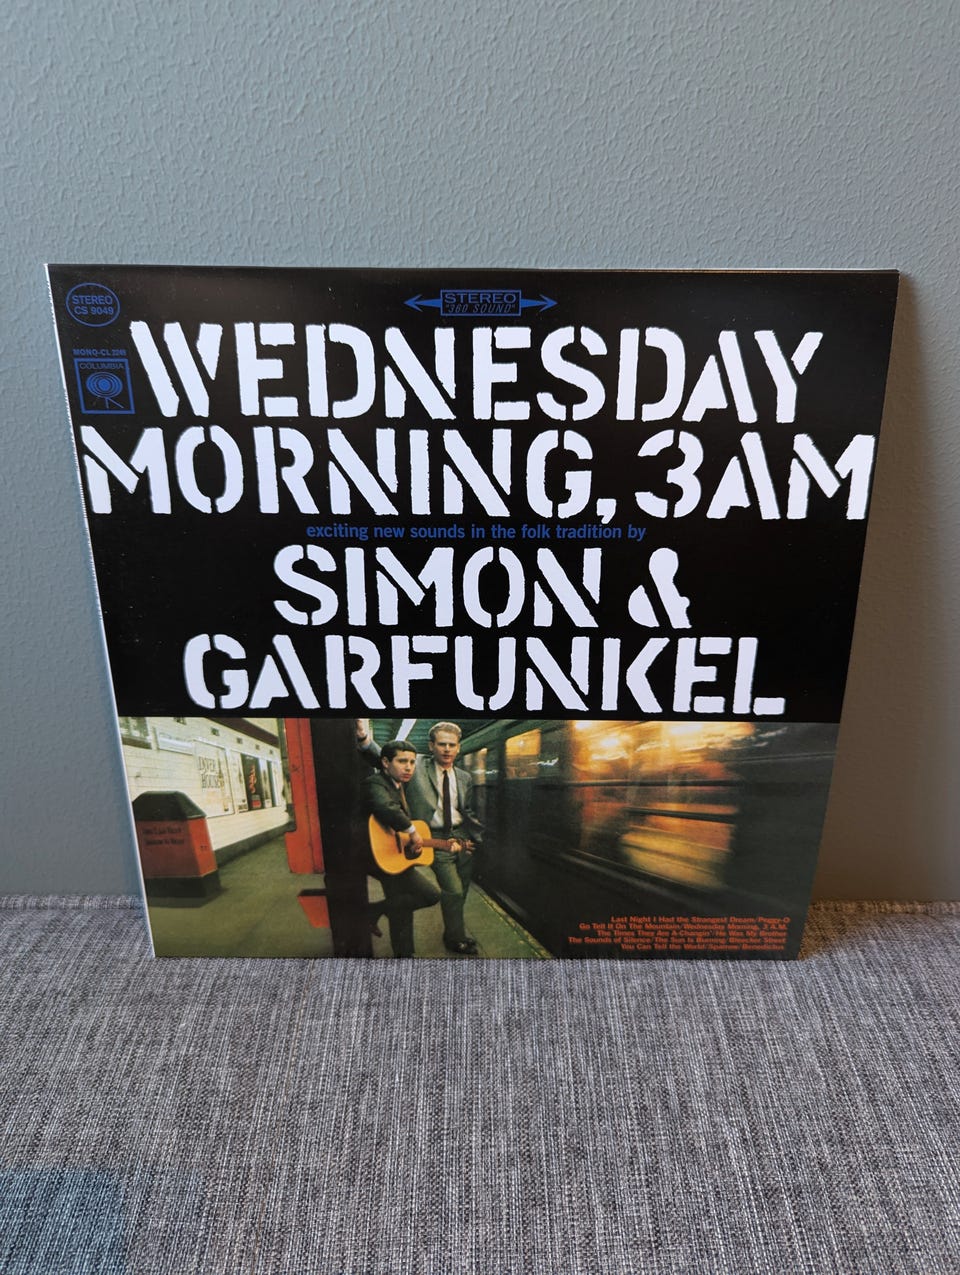 STEREO
CS 9049
STEREO
"360 SOUND"
MONO-CL 2249
COLUMBIA
WEDNESDAY
MORNING, 3AM
exciting new sounds in the folk tradition by
SIMON &
GARFUNKEL
Last Night I Had the Strangest Dream/Peggy-O
Go Tell It On The Mountain/Wednesday Morning, 3 A.M.
The Times They Are A-Changin'/He Was My Brother
The Sounds of Silence/The Sun Is Burning/Bleecker Street
You Can Tell the World/Sparrow/Benedictus